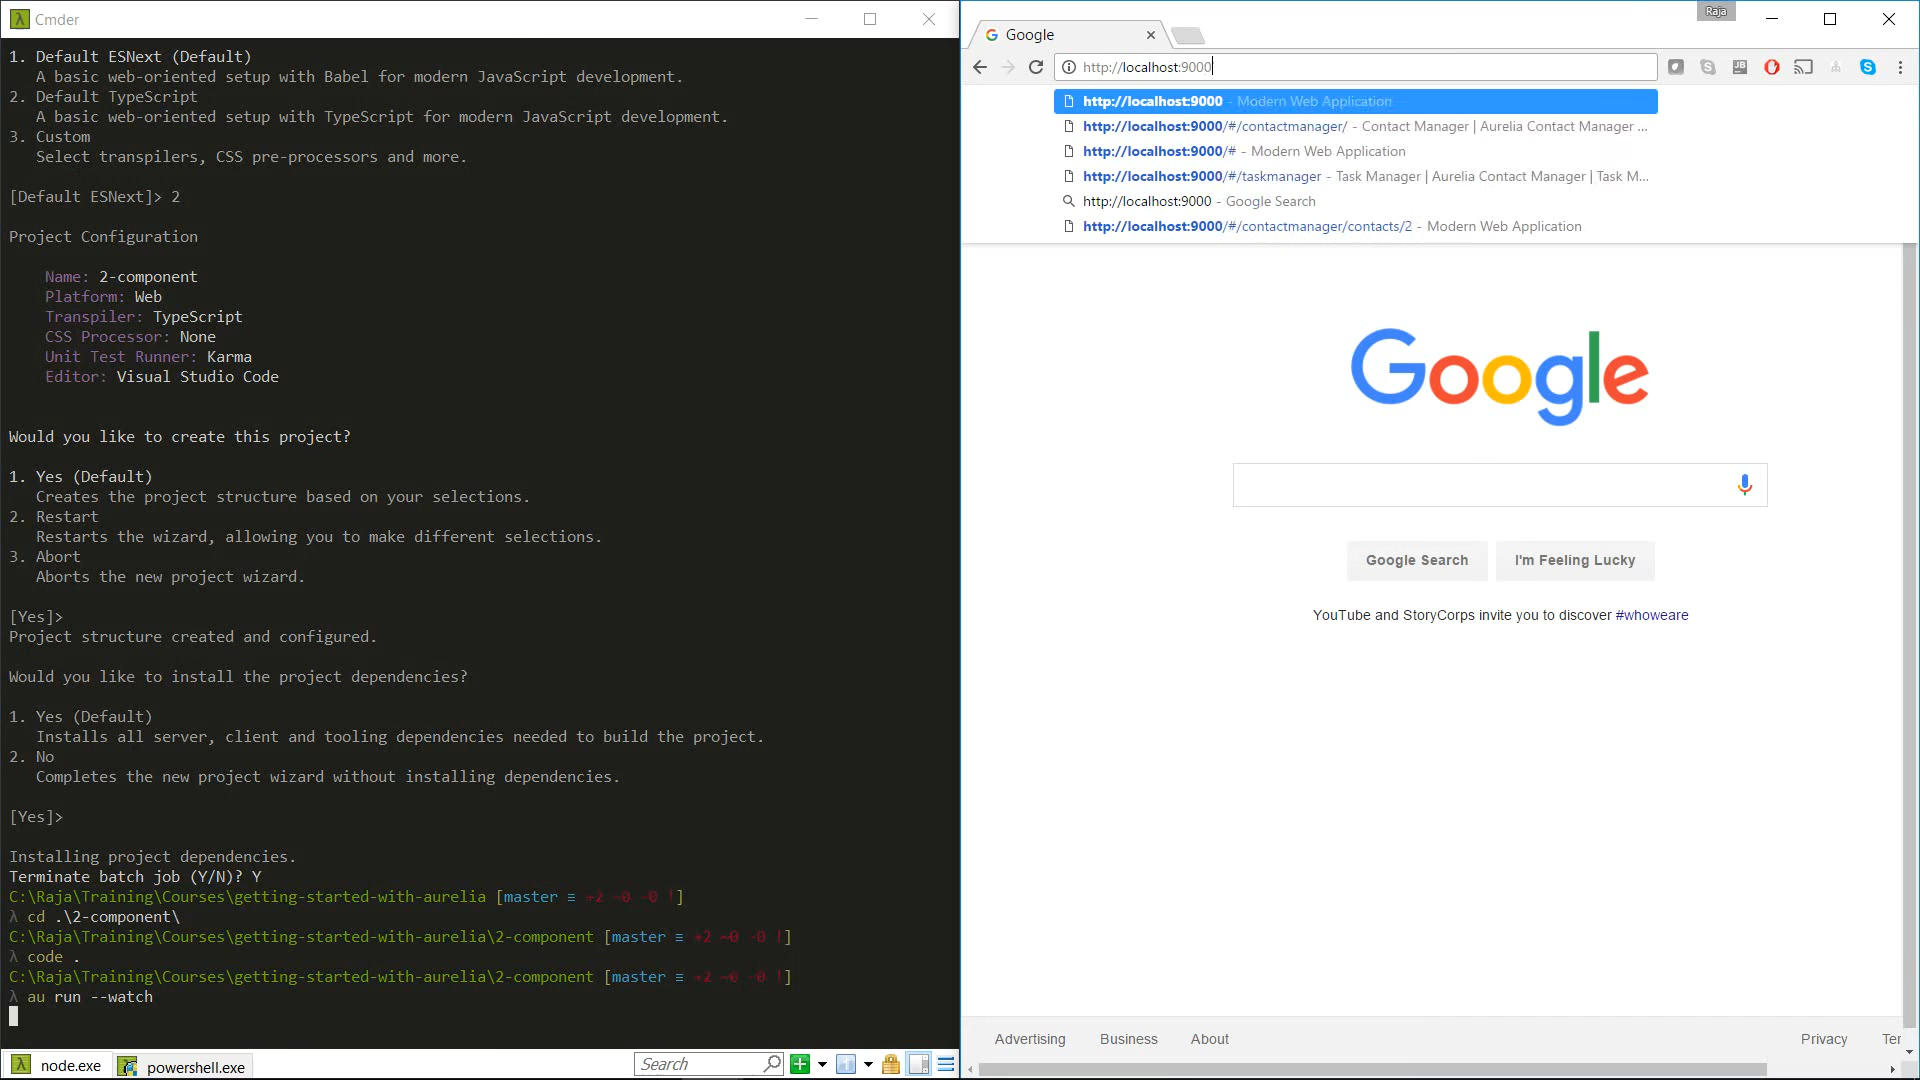 Cmder
1. Default ESNext (Default)
A basic web-oriented setup with Babel for modern JavaScript development.
2. Default TypeScript
A basic web-oriented setup with TypeScript for modern JavaScript development.
3. Custom
Select transpilers, CSS pre-processors and more.
[Default ESNext]> 2
Project Configuration
Name: 2-component
Platform: Web
Transpiler: TypeScript
CSS Processor: None
Unit Test Runner: Karma
Editor: Visual Studio Code
Would you like to create this project?
1. Yes (Default)
Creates the project structure based on your selections.
2. Restart
Restarts the wizard, allowing you to make different selections.
3. Abort
Aborts the new project wizard.
[Yes]>
Project structure created and configured.
Would you like to install the project dependencies?
1. Yes (Default)
Installs all server, client and tooling dependencies needed to build the project.
2. No
Completes the new project wizard without installing dependencies.
[Yes]>
Installing project dependencies.
Terminate batch job (Y/N)? Y
C:\Raja\Training\Courses\getting-started-with-aurelia [master ≡ +2 ~0 -0 !]
λ cd .\2-component\
C:\Raja\Training\Courses\getting-started-with-aurelia\2-component [master ≡ +2 ~0 -0 !]
λ code .
C:\Raja\Training\Courses\getting-started-with-aurelia\2-component [master ≡ +2 ~0 -0 !]
λ au run --watch
node.exe
powershell.exe
Search
Raja
Google
http://localhost:9000
http://localhost:9000 - Modern Web Application
http://localhost:9000/#/contactmanager/ - Contact Manager | Aurelia Contact Manager ...
http://localhost:9000/# - Modern Web Application
http://localhost:9000/#/taskmanager - Task Manager | Aurelia Contact Manager | Task M...
http://localhost:9000 - Google Search
http://localhost:9000/#/contactmanager/contacts/2 - Modern Web Application
Google
Google Search
I'm Feeling Lucky
YouTube and StoryCorps invite you to discover #whoweare
Advertising
Business
About
Privacy
Ter